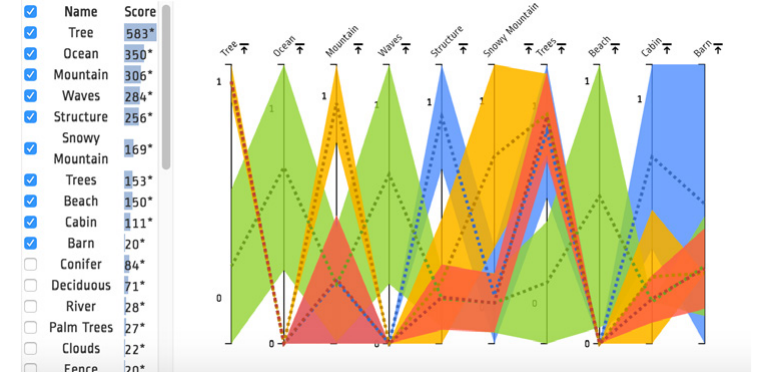 Name Score
Tree 583*
Ocean 350*
Mountain 306*
Waves 284*
Structure 256*
Snowy
Mountain 169*
Trees 153*
Beach 150*
Cabin 111*
Barn 20*
Conifer 84*
Deciduous 71*
River 28*
Palm Trees 27*
Clouds 22*
Fence 20*
Tree
Ocean
Mountain
Waves
Structure
Snowy Mountain
Trees
Beach
Cabin
Barn
1
1
1
1
1
1
1
1
1
0
0
0
0
0
0